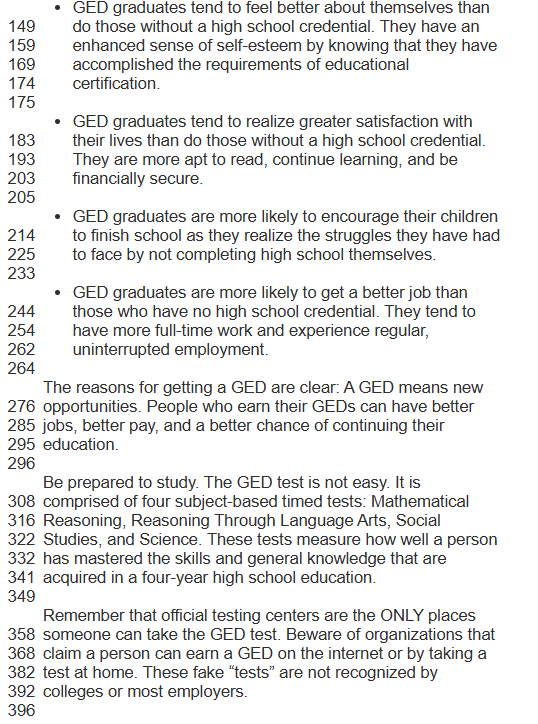 • GED graduates tend to feel better about themselves than
149 do those without a high school credential. They have an
159 enhanced sense of self-esteem by knowing that they have
169 accomplished the requirements of educational
174 certification.
175
• GED graduates tend to realize greater satisfaction with
183 their lives than do those without a high school credential.
193 They are more apt to read, continue learning, and be
203 financially secure.
205
• GED graduates are more likely to encourage their children
214 to finish school as they realize the struggles they have had
225 to face by not completing high school themselves.
233
• GED graduates are more likely to get a better job than
244 those who have no high school credential. They tend to
254 have more full-time work and experience regular,
262 uninterrupted employment.
264
The reasons for getting a GED are clear: A GED means new
276 opportunities. People who earn their GEDs can have better
285 jobs, better pay, and a better chance of continuing their
295 education.
296
Be prepared to study. The GED test is not easy. It is
308 comprised of four subject-based timed tests: Mathematical
316 Reasoning, Reasoning Through Language Arts, Social
322 Studies, and Science. These tests measure how well a person
332 has mastered the skills and general knowledge that are
341 acquired in a four-year high school education.
349
Remember that official testing centers are the ONLY places
358 someone can take the GED test. Beware of organizations that
368 claim a person can earn a GED on the internet or by taking a
382 test at home. These fake “tests” are not recognized by
392 colleges or most employers.
396